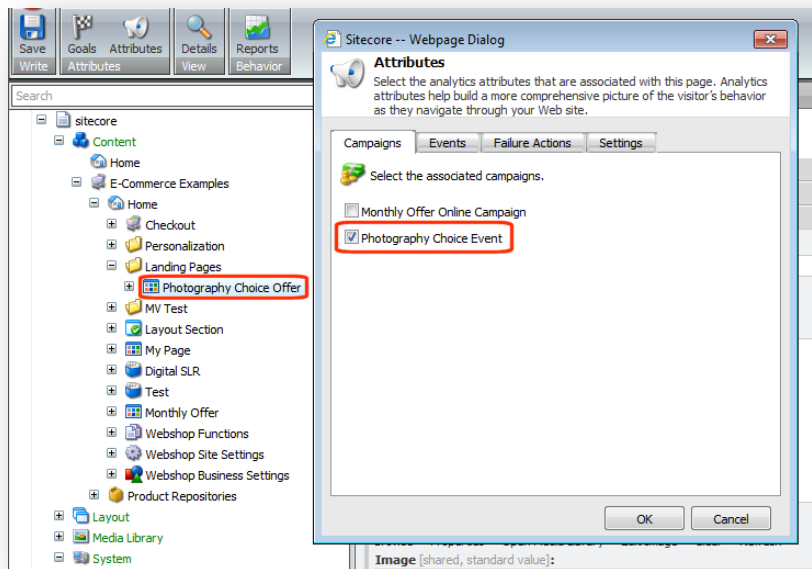 Save
Goals
Attributes
Details
Reports
Write
Attributes
View
Behavior
Search
sitecore
Content
Home
E-Commerce Examples
Home
Checkout
Personalization
Landing Pages
Photography Choice Offer
MV Test
Layout Section
My Page
Digital SLR
Test
Monthly Offer
Webshop Functions
Webshop Site Settings
Webshop Business Settings
Product Repositories
Layout
Media Library
System
Sitecore -- Webpage Dialog
Attributes
Select the analytics attributes that are associated with this page. Analytics
attributes help build a more comprehensive picture of the visitor's behavior
as they navigate through your Web site.
Campaigns
Events
Failure Actions
Settings
Select the associated campaigns.
Monthly Offer Online Campaign
Photography Choice Event
OK
Cancel
Image [shared, standard value]: